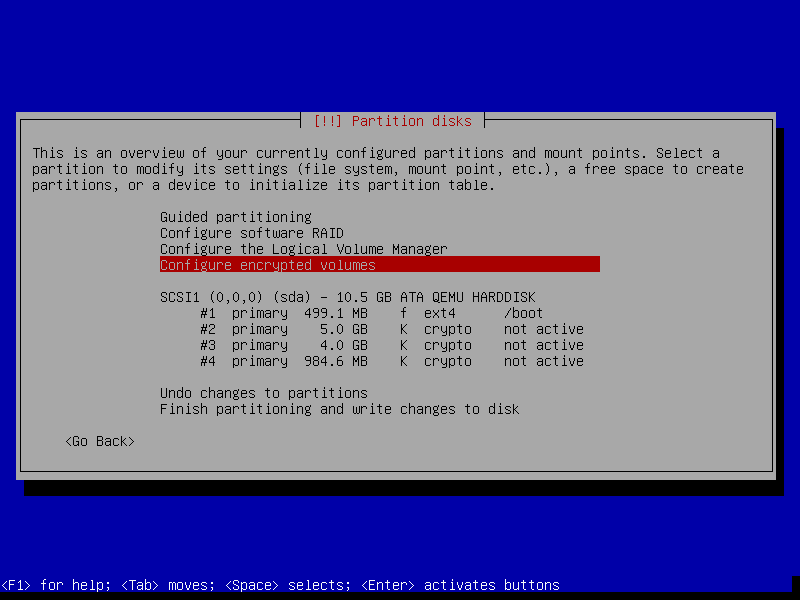 [!!] Partition disks
This is an overview of your currently configured partitions and mount points. Select a
partition to modify its settings (file system, mount point, etc.), a free space to create
partitions, or a device to initialize its partition table.
Guided partitioning
Configure software RAID
Configure the Logical Volume Manager
Configure encrypted volumes
SCSI1 (0,0,0) (sda) - 10.5 GB ATA QEMU HARDDISK
#1 primary 499.1 MB f ext4 /boot
#2 primary 5.0 GB K crypto not active
#3 primary 4.0 GB K crypto not active
#4 primary 984.6 MB K crypto not active
Undo changes to partitions
Finish partitioning and write changes to disk
<Go Back>
<F1> for help; <Tab> moves; <Space> selects; <Enter> activates buttons